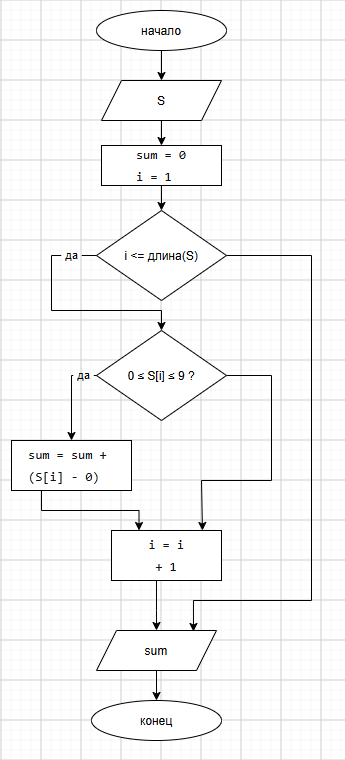 начало
S
sum = 0
i = 1
i <= длина(S)
да
0 ≤ S[i] ≤ 9 ?
да
sum = sum +
(S[i] - 0)
i = i
+ 1
sum
конец